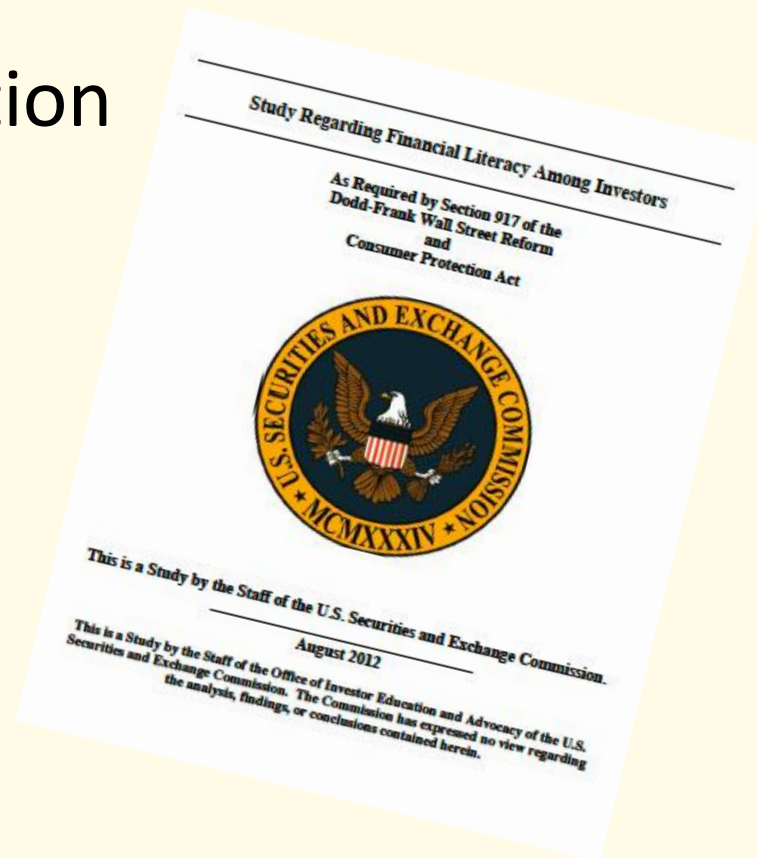 Study Regarding Financial Literacy Among Investors
As Required by Section 917 of the
Dodd-Frank Wall Street Reform
and
Consumer Protection Act
U.S. SECURITIES AND EXCHANGE COMMISSION
MCMXXXIV
This is a Study by the Staff of the U.S. Securities and Exchange Commission.
August 2012
This is a Study by the Staff of the Office of Investor Education and Advocacy of the U.S.
Securities and Exchange Commission. The Commission has expressed no view regarding
the analysis, findings, or conclusions contained herein.